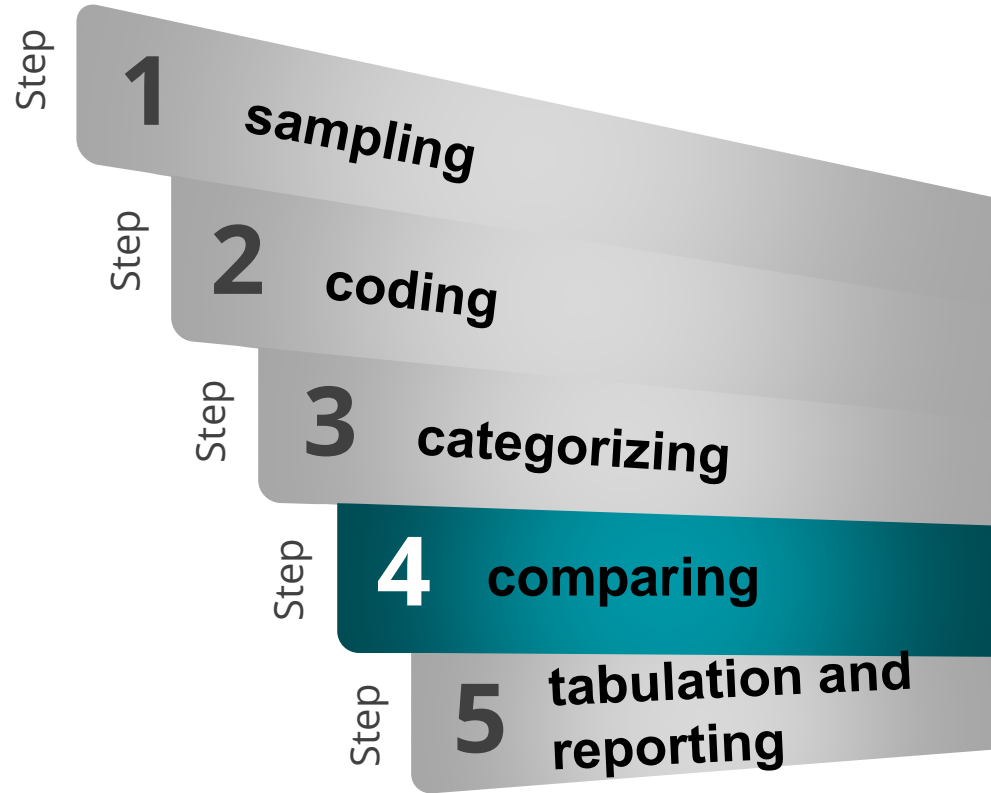 Step
1
sampling
Step
2
coding
Step
3
categorizing
Step
4
comparing
Step
5
tabulation and
reporting